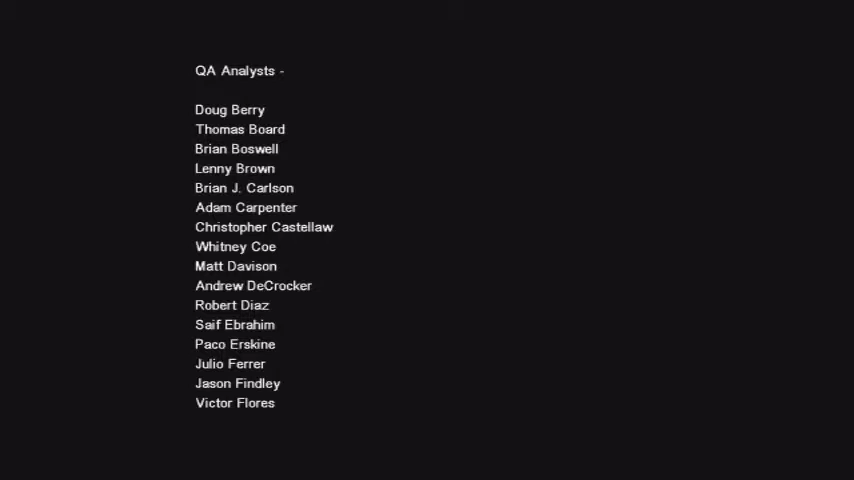 QA Analysts -
Doug Berry
Thomas Board
Brian Boswell
Lenny Brown
Brian J. Carlson
Adam Carpenter
Christopher Castellaw
Whitney Coe
Matt Davison
Andrew DeCrocker
Robert Diaz
Saif Ebrahim
Paco Erskine
Julio Ferrer
Jason Findley
Victor Flores